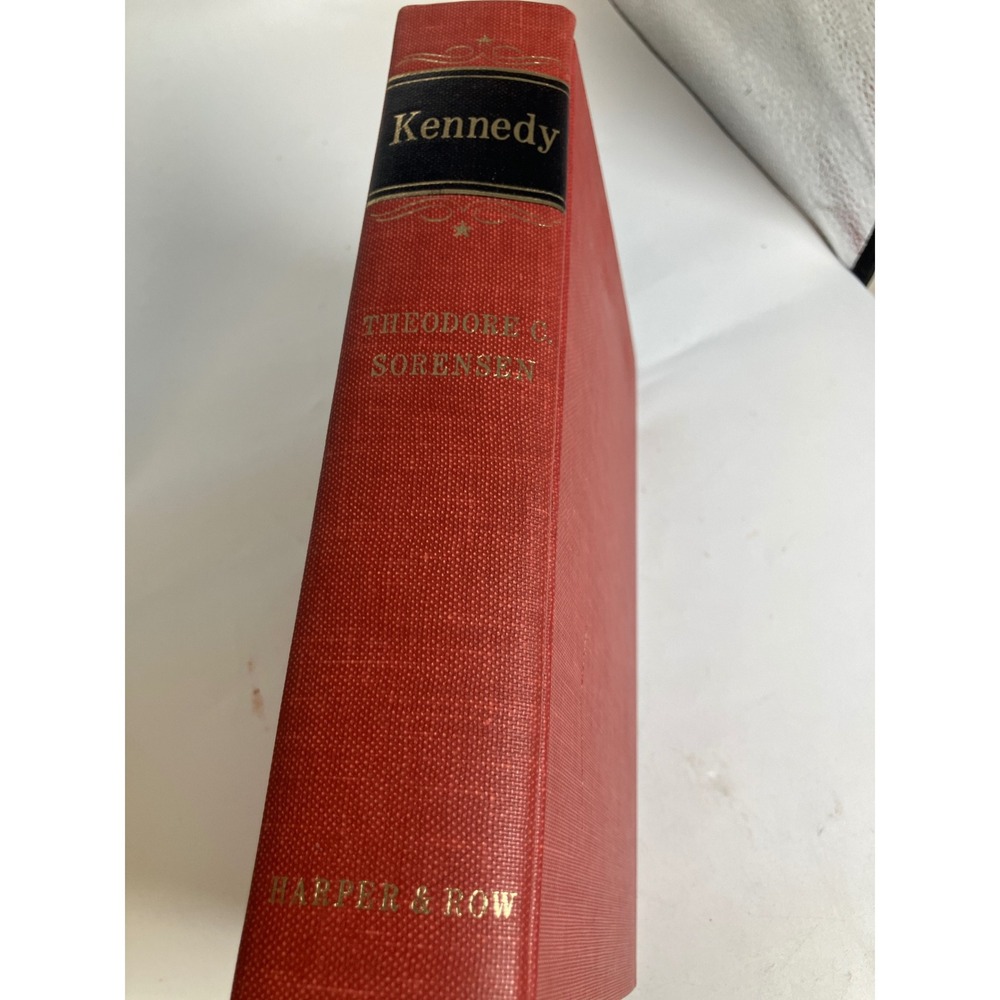 Kennedy
THEODORE C.
SORENSEN
HARPER & ROW